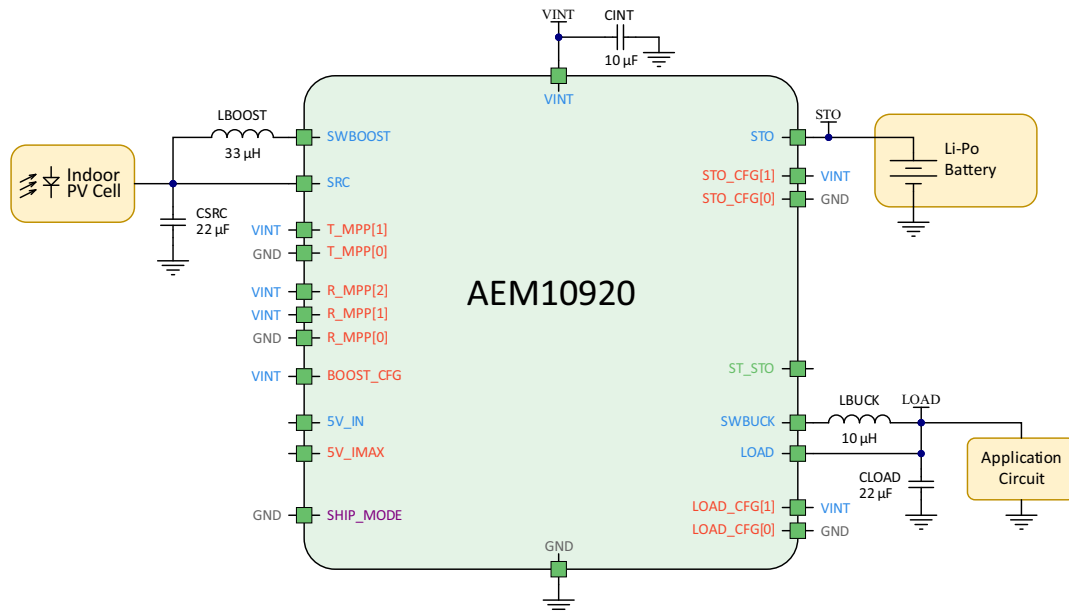 VINT
CINT
10 µF
VINT
LBOOST
33 µH
SWBOOST
STO
STO
Indoor
PV Cell
SRC
Li-Po
Battery
STO_CFG[1]
VINT
STO_CFG[0]
GND
CSRC
22 µF
VINT
T_MPP[1]
GND
T_MPP[0]
VINT
R_MPP[2]
VINT
R_MPP[1]
GND
R_MPP[0]
AEM10920
VINT
BOOST_CFG
ST_STO
LBUCK
10 µH
LOAD
5V_IN
SWBUCK
5V_IMAX
LOAD
Application
Circuit
CLOAD
22 µF
GND
SHIP_MODE
LOAD_CFG[1]
VINT
LOAD_CFG[0]
GND
GND